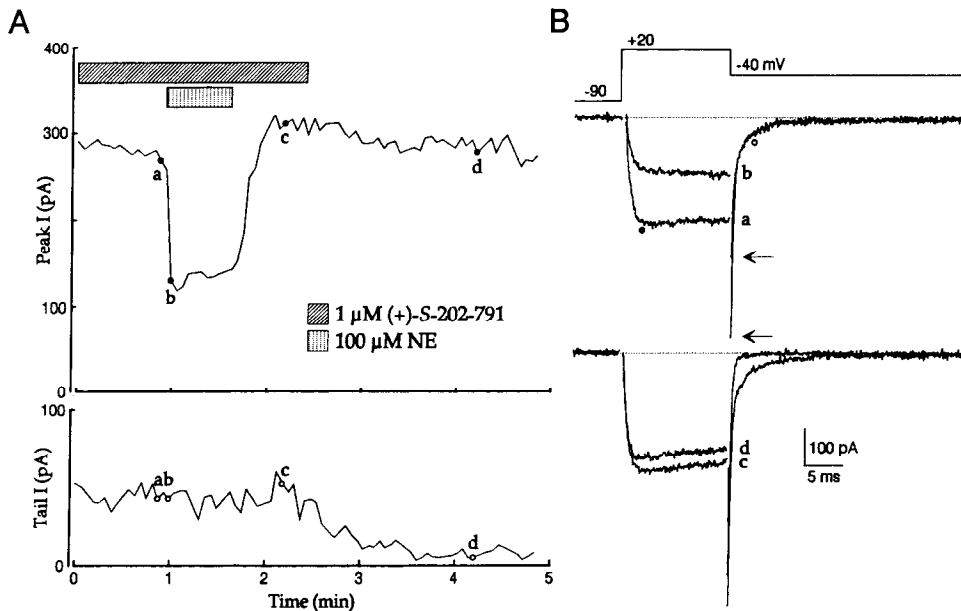 A
400
300
200
100
0
Peak I (pA)
a
b
c
d
1 µM (+)-S-202-791
100 µM NE
100
0
Tail I (pA)
ab
c
d
0
1
2
3
4
5
Time (min)
B
+20
-40 mV
-90
b
a
d
c
100 pA
5 ms